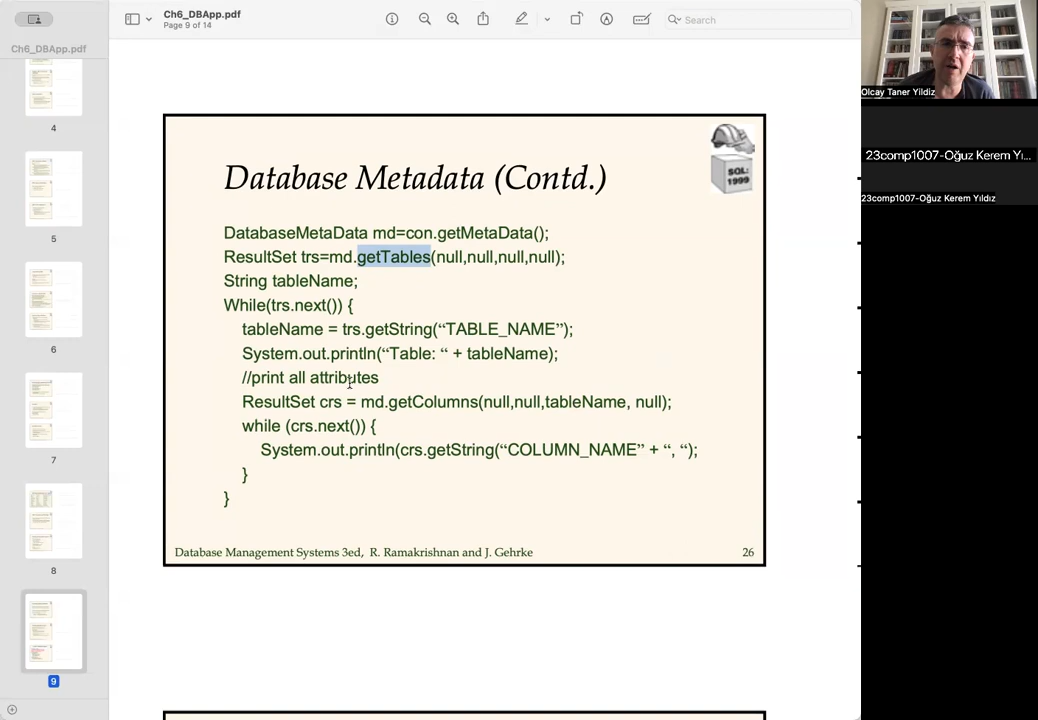 Ch6_DBApp.pdf
Page 9 of 14
Search
Ch6_DBApp.pdf
4
5
6
7
8
9
Database Metadata (Contd.)
SQL:
1999
DatabaseMetaData md=con.getMetaData();
ResultSet trs=md.getTables(null,null,null,null);
String tableName;
While(trs.next()) {
tableName = trs.getString(“TABLE_NAME”);
System.out.println(“Table: “ + tableName);
//print all attributes
ResultSet crs = md.getColumns(null,null,tableName, null);
while (crs.next()) {
System.out.println(crs.getString(“COLUMN_NAME” + “, “);
}
}
Database Management Systems 3ed, R. Ramakrishnan and J. Gehrke
26
Olcay Taner Yildiz
23comp1007-Oğuz Kerem Yı...
23comp1007-Oğuz Kerem Yıldız